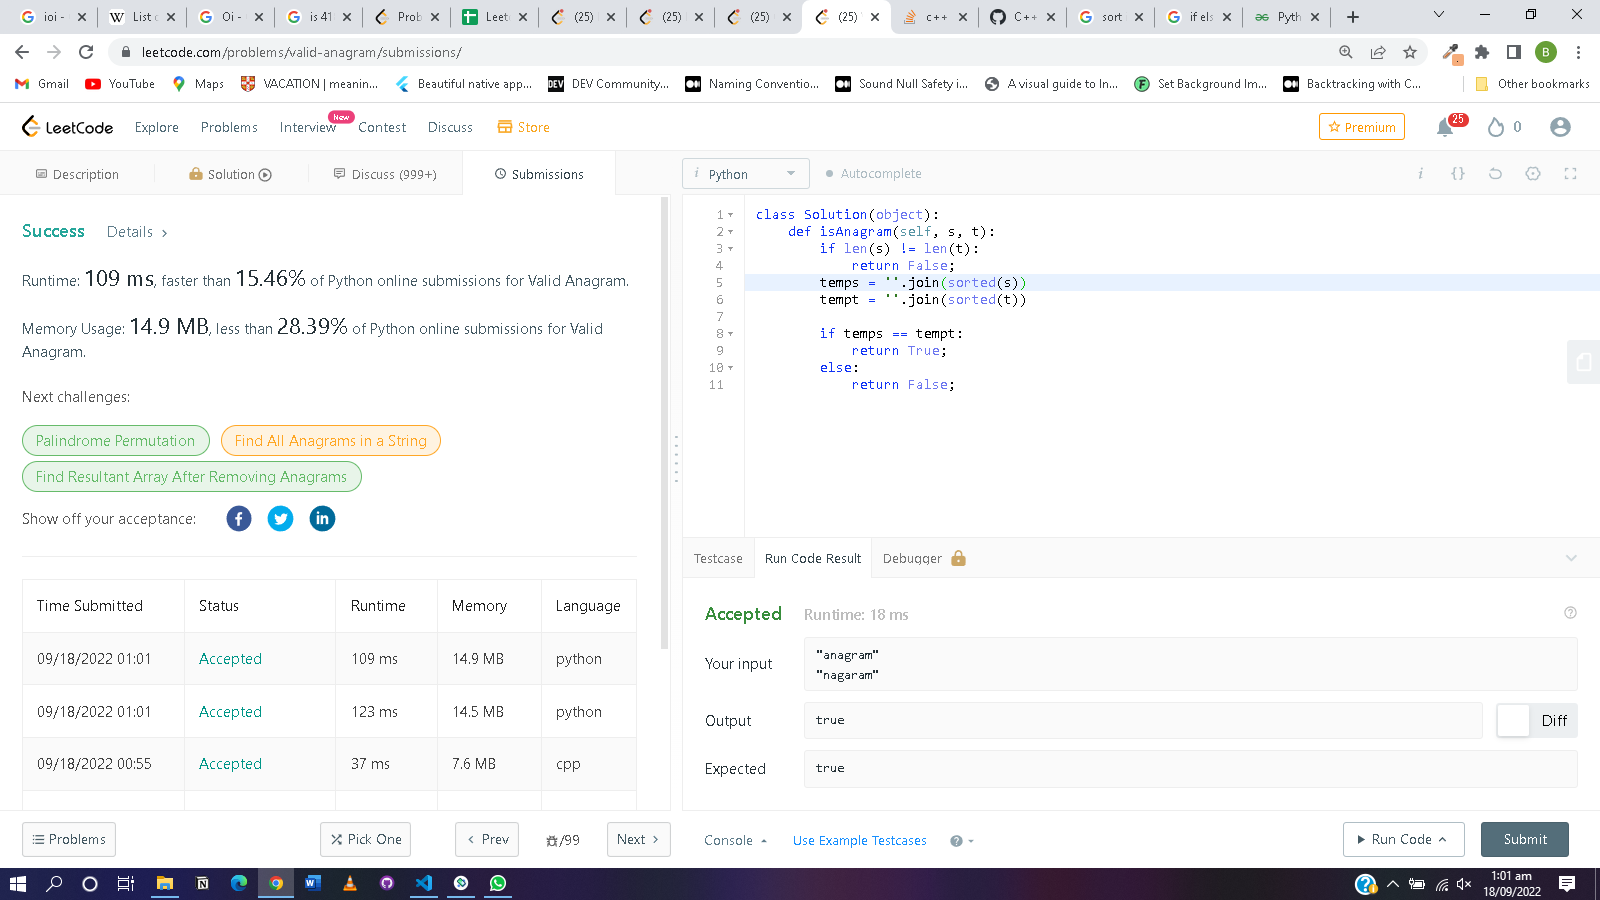 ioi -
List o
Oi -
is 41
Prob
Leet
(25)
(25)
(25)
(25)
c++
C++
sort
if els
Pyth
leetcode.com/problems/valid-anagram/submissions/
B
Gmail
YouTube
Maps
VACATION | meanin...
Beautiful native app...
DEV Community...
Naming Conventio...
Sound Null Safety i...
A visual guide to In...
Set Background Im...
Backtracking with C...
Other bookmarks
LeetCode
Explore
Problems
Interview
New
Contest
Discuss
Store
Premium
25
0
Description
Solution
Discuss (999+)
Submissions
i Python
Autocomplete
i {}
Success
Details >
Runtime: 109 ms, faster than 15.46% of Python online submissions for Valid Anagram.
Memory Usage: 14.9 MB, less than 28.39% of Python online submissions for Valid
Anagram.
Next challenges:
Palindrome Permutation
Find All Anagrams in a String
Find Resultant Array After Removing Anagrams
Show off your acceptance:
Time Submitted Status Runtime Memory Language
09/18/2022 01:01 Accepted 109 ms 14.9 MB python
09/18/2022 01:01 Accepted 123 ms 14.5 MB python
09/18/2022 00:55 Accepted 37 ms 7.6 MB cpp
1 class Solution(object):
2 def isAnagram(self, s, t):
3 if len(s) != len(t):
4 return False;
5 temps = ''.join(sorted(s))
6 tempt = ''.join(sorted(t))
7
8 if temps == tempt:
9 return True;
10 else:
11 return False;
Testcase
Run Code Result
Debugger
Accepted
Runtime: 18 ms
Your input
"anagram"
"nagaram"
Output
true
Diff
Expected
true
Problems
Pick One
< Prev
/99
Next >
Console
Use Example Testcases
Run Code
Submit
1:01 am
18/09/2022